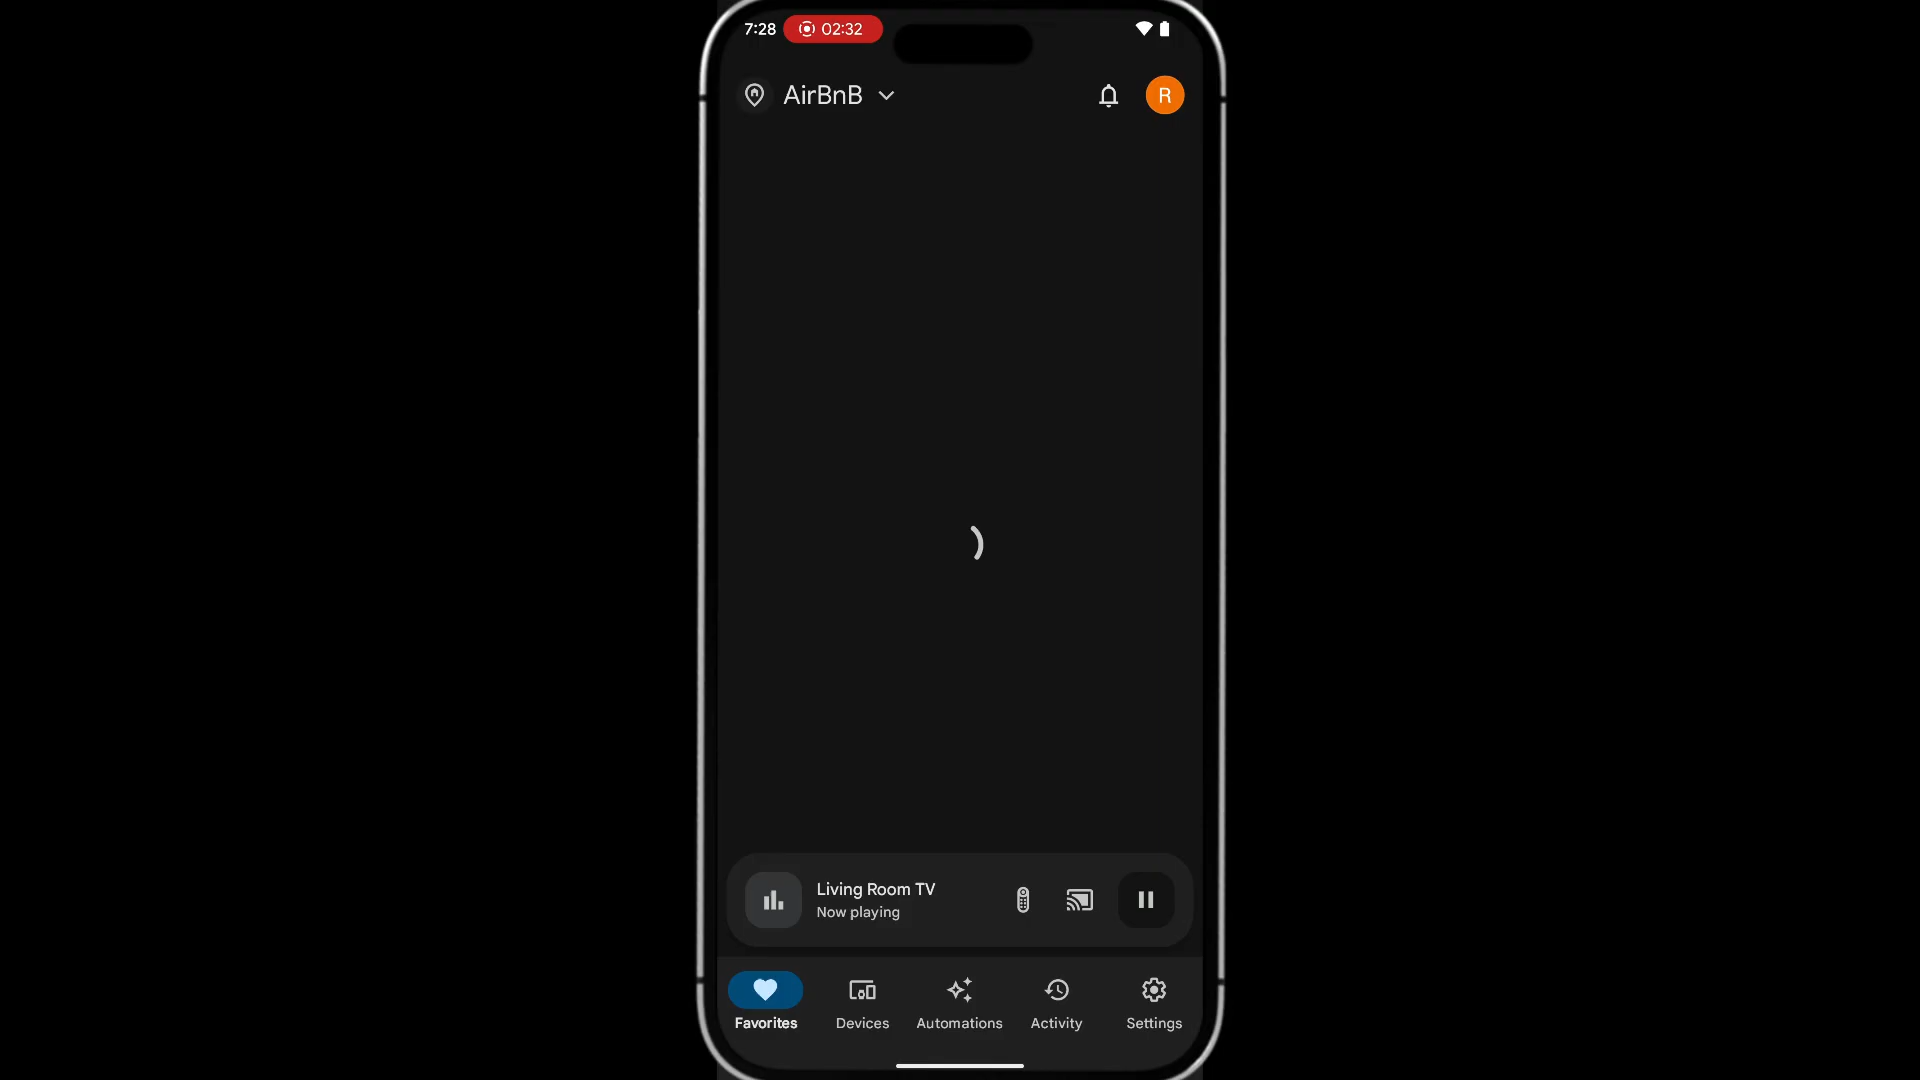 7:28 02:32
AirBnB
R
Living Room TV
Now playing
Favorites Devices Automations Activity Settings